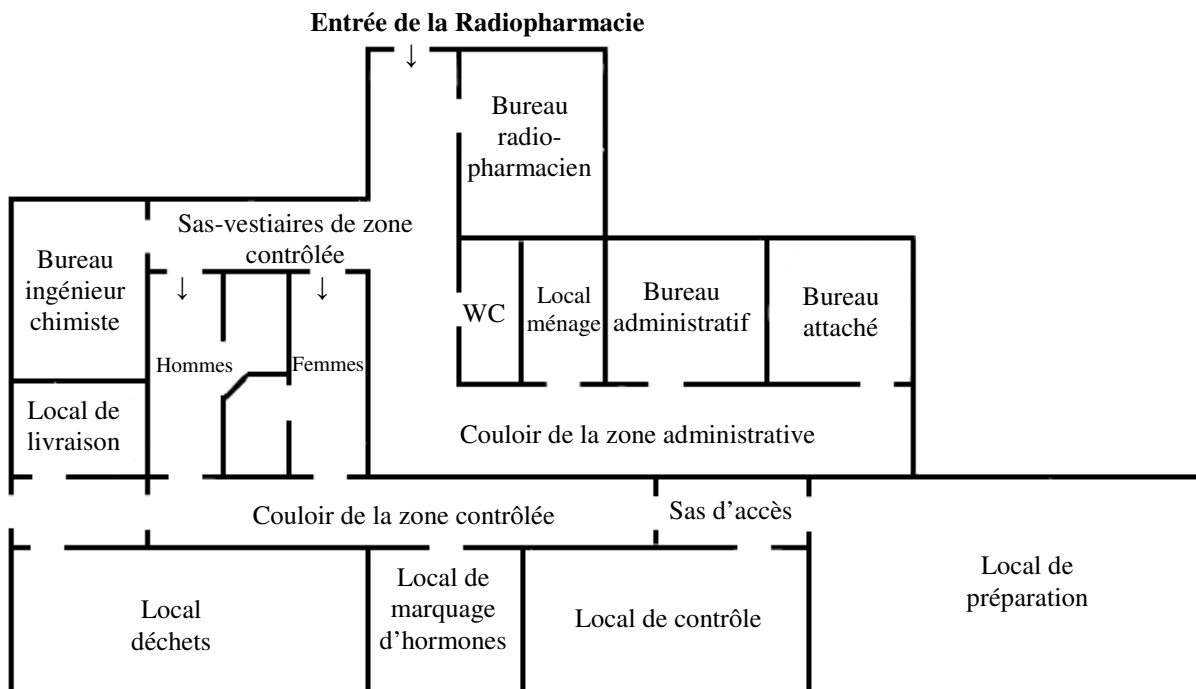 Entrée de la Radiopharmacie
↓
Bureau
radio-
pharmacien
Sas-vestiaires de zone
contrôlée
Bureau
ingénieur
chimiste
↓
↓
WC
Local
ménage
Bureau
administratif
Bureau
attaché
Hommes
Femmes
Local de
livraison
Couloir de la zone administrative
Couloir de la zone contrôlée
Sas d’accès
Local
déchets
Local de
marquage
d’hormones
Local de contrôle
Local de
préparation